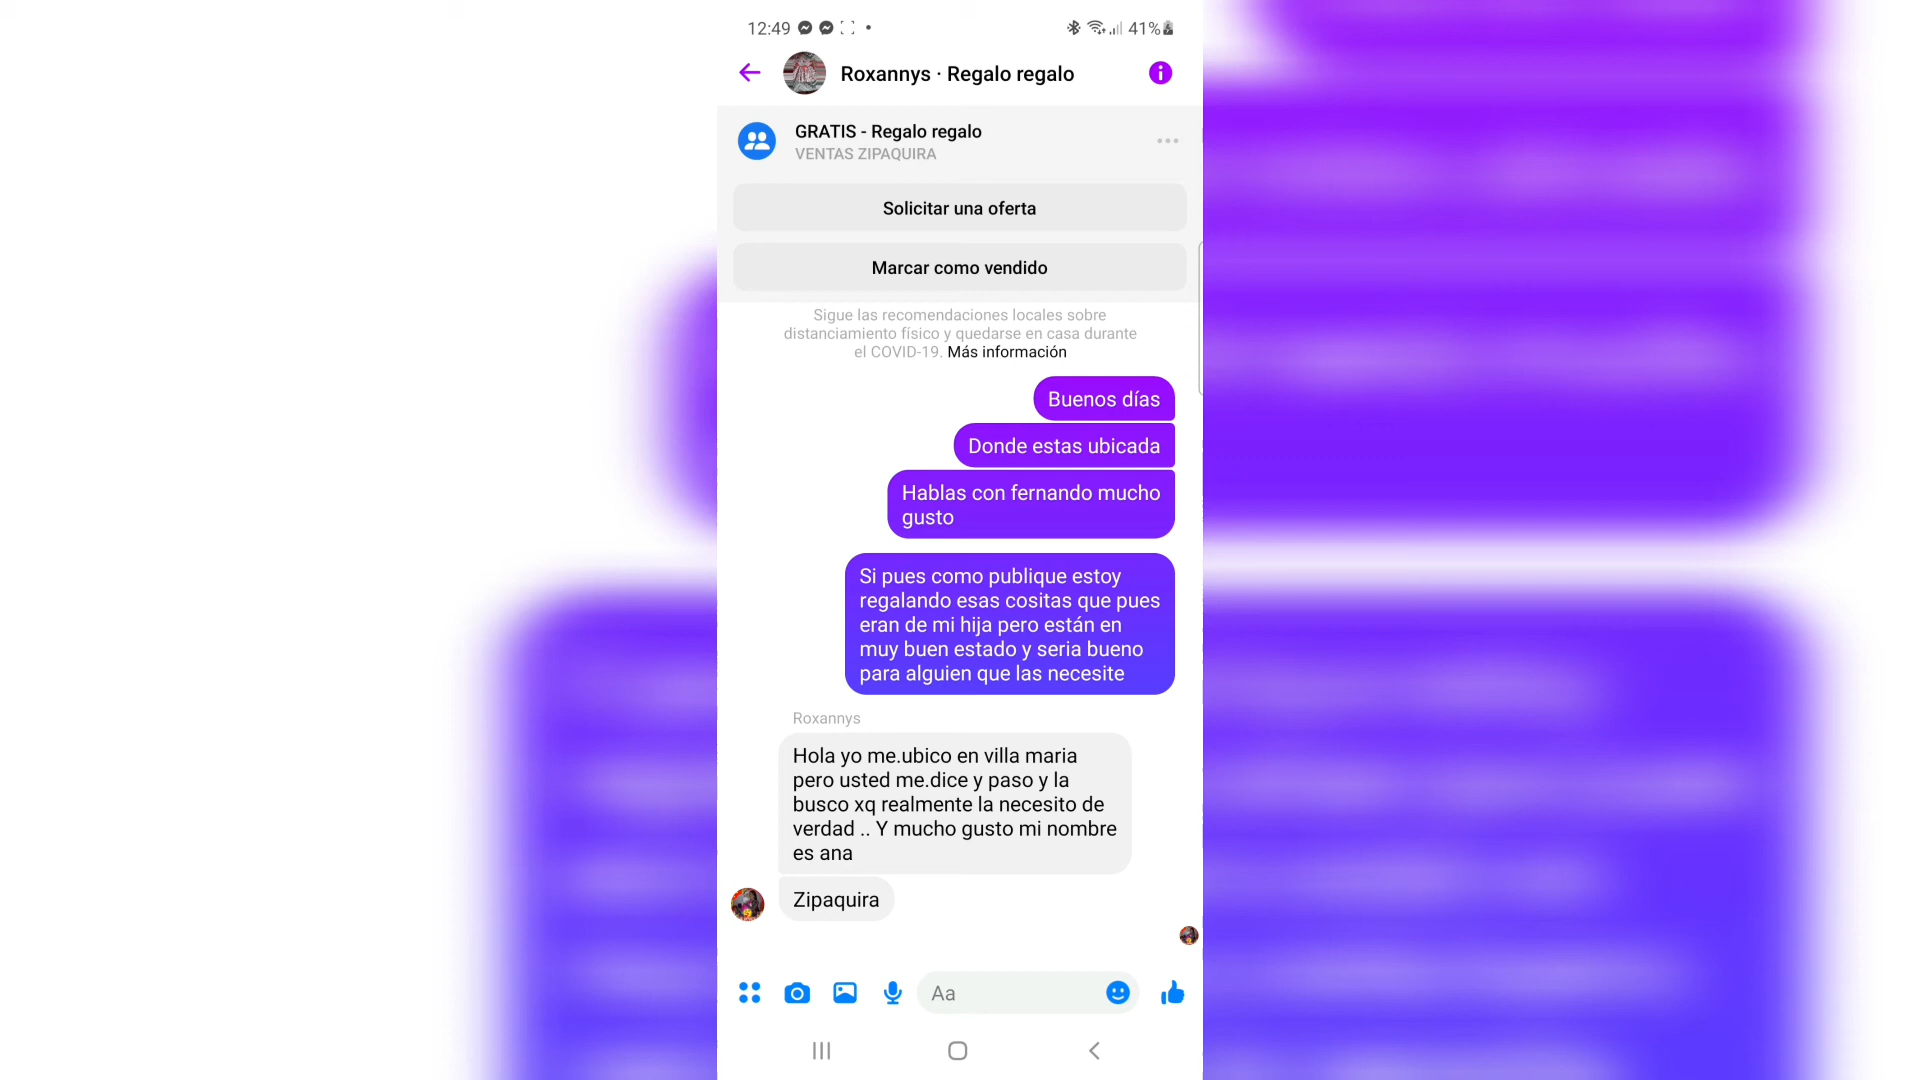 12:49
41%
Roxannys · Regalo regalo
GRATIS - Regalo regalo
VENTAS ZIPAQUIRA
Solicitar una oferta
Marcar como vendido
Sigue las recomendaciones locales sobre
distanciamiento físico y quedarse en casa durante
el COVID-19. Más información
Buenos días
Donde estas ubicada
Hablas con fernando mucho
gusto
Si pues como publique estoy
regalando esas cositas que pues
eran de mi hija pero están en
muy buen estado y seria bueno
para alguien que las necesite
Roxannys
Hola yo me.ubico en villa maria
pero usted me.dice y paso y la
busco xq realmente la necesito de
verdad .. Y mucho gusto mi nombre
es ana
Zipaquira
Aa